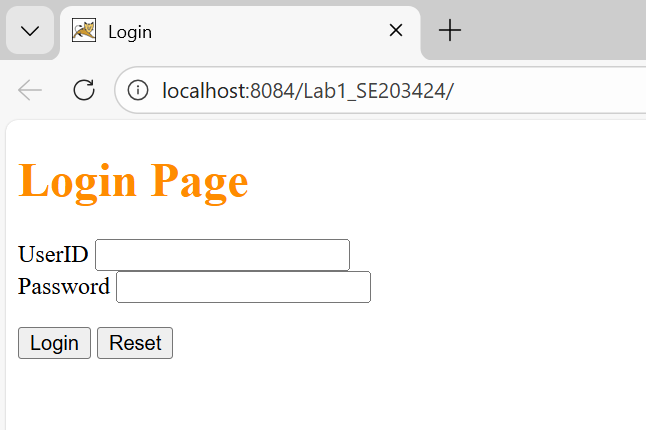 Login
localhost:8084/Lab1_SE203424/
Login Page
UserID
Password
Login Reset